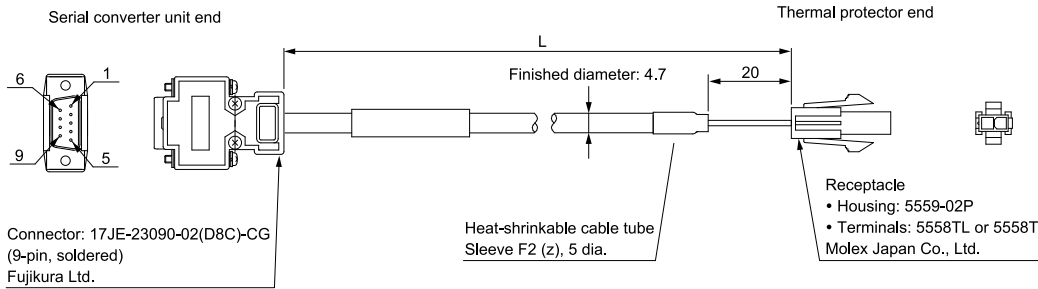 Serial converter unit end
Thermal protector end
L
Finished diameter: 4.7
20
6
1
9
5
Connector: 17JE-23090-02(D8C)-CG
(9-pin, soldered)
Fujikura Ltd.
Heat-shrinkable cable tube
Sleeve F2 (z), 5 dia.
Receptacle
• Housing: 5559-02P
• Terminals: 5558TL or 5558T
Molex Japan Co., Ltd.